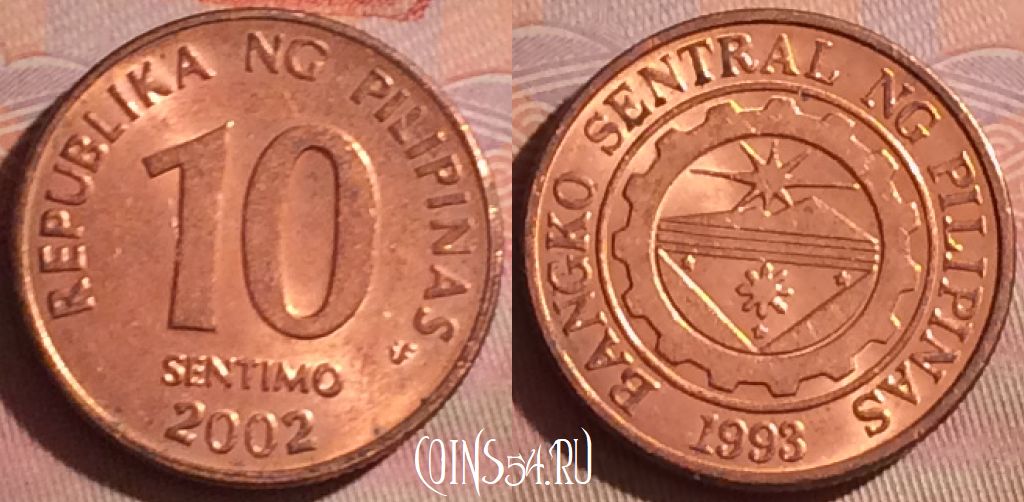 REPUBLIKA NG PILIPINAS
10
SENTIMO
2002
BANGKO SENTRAL NG PILIPINAS
1993
COINS54.RU